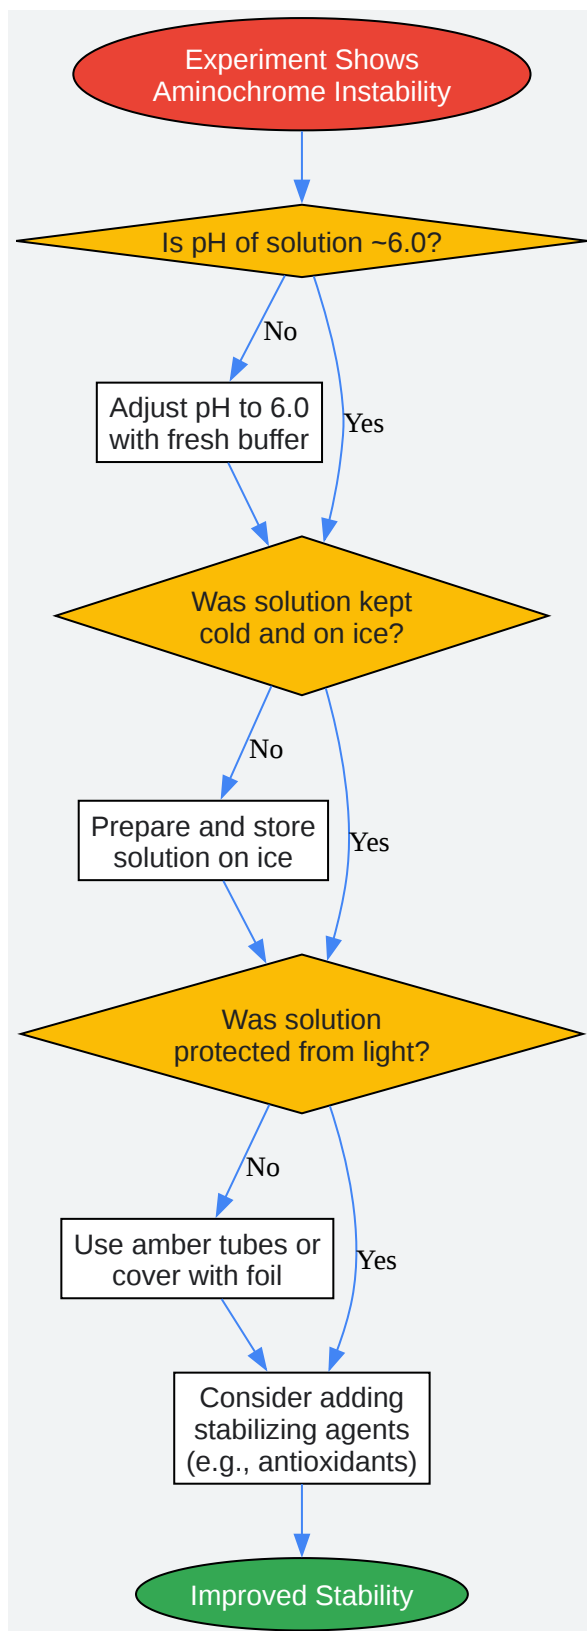 Experiment Shows
Aminochrome Instability
Is pH of solution ~6.0?
No
Yes
Adjust pH to 6.0
with fresh buffer
Was solution kept
cold and on ice?
No
Yes
Prepare and store
solution on ice
Was solution
protected from light?
No
Yes
Use amber tubes or
cover with foil
Consider adding
stabilizing agents
(e.g., antioxidants)
Improved Stability